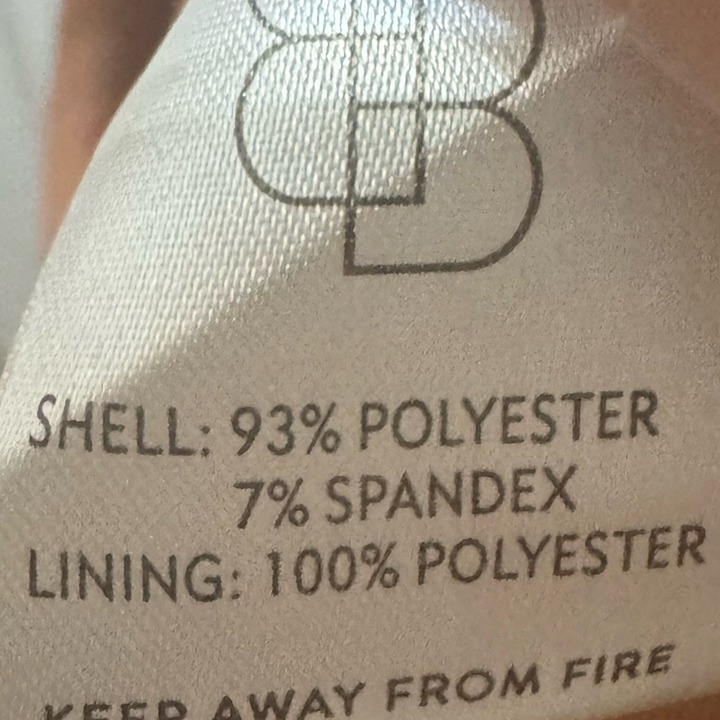 SHELL: 93% POLYESTER
7% SPANDEX
LINING: 100% POLYESTER
KEEP AWAY FROM FIRE